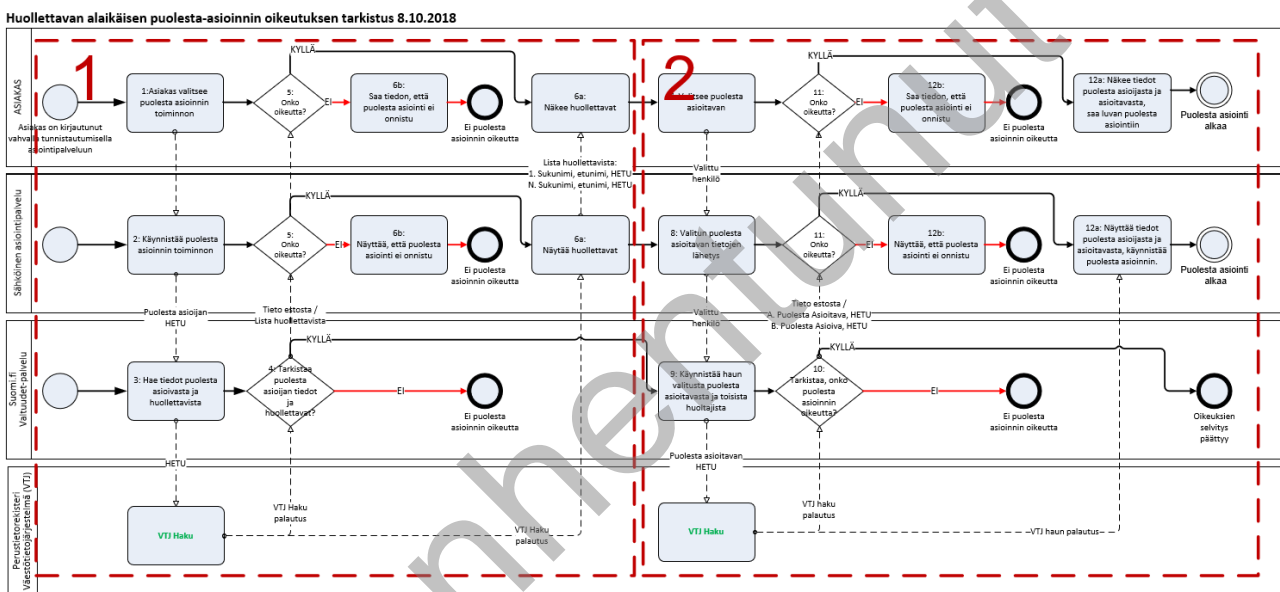 Huollettavan alaikäisen puolesta-asioinnin oikeutuksen tarkistus 8.10.2018
ASIAKAS
1
Asiakas on kirjautunut
vahvalla tunnistautumisella
asiointipalveluun
1:Asiakas valitsee
puolesta asioinnin
toiminnon
5:
Onko
oikeutta?
KYLLÄ
EI
6b:
Saa tiedon, että
puolesta asiointi ei
onnistu
Ei puolesta
asioinnin oikeutta
6a:
Näkee huollettavat
Lista huollettavista:
1. Sukunimi, etunimi, HETU
N. Sukunimi, etunimi, HETU
2
Valitsee puolesta
asioitavan
Valittu
henkilö
11:
Onko
oikeutta?
KYLLÄ
EI
12b:
Saa tiedon, että
puolesta asiointi ei
onnistu
Ei puolesta
asioinnin oikeutta
12a: Näkee tiedot
puolesta asioijasta ja
asioitavasta,
saa luvan puolesta
asiointiin
Puolesta asiointi
alkaa
Sähköinen asiointipalvelu
2: Käynnistää puolesta
asioinnin toiminnon
Puolesta asioijan
HETU
5:
Onko
oikeutta?
KYLLÄ
EI
6b:
Näyttää, että puolesta
asiointi ei onnistu
Ei puolesta
asioinnin oikeutta
6a:
Näytää huollettavat
Tieto estosta /
Lista huollettavista
8: Valitun puolesta
asioitavan tietojen
lähetys
Valittu
henkilö
11:
Onko
oikeutta?
KYLLÄ
EI
12b:
Näyttää, että puolesta
asiointi ei onnistu
Ei puolesta
asioinnin oikeutta
12a: Näyttää tiedot
puolesta asioijasta ja
asioitavasta, käynnistää
puolesta asioinnin.
Puolesta asiointi
alkaa
Tieto estosta /
A. Puolesta Asioitava, HETU
B. Puolesta Asioiva, HETU
Suomi.fi
Valtuudet-palvelu
3: Hae tiedot puolesta
asioivasta ja
huollettavista
HETU
4: Tarkistaa
puolesta
asioijan tiedot
ja
huollettavat?
KYLLÄ
EI
Ei puolesta
asioinnin oikeutta
9: Käynnistää haun
valitusta puolesta
asioitavasta ja toisista
huoltajista
Puolesta asioitavan
HETU
10:
Tarkistaa, onko
puolesta
asioinnin
oikeutta?
KYLLÄ
EI
Ei puolesta
asioinnin oikeutta
Oikeuksien
selvitys
päättyy
Perustietorekisteri
Väestötietojärjestelmä (VTJ)
VTJ Haku
VTJ Haku
palautus
VTJ Haku
palautus
VTJ Haku
VTJ haku
palautus
VTJ haun palautus